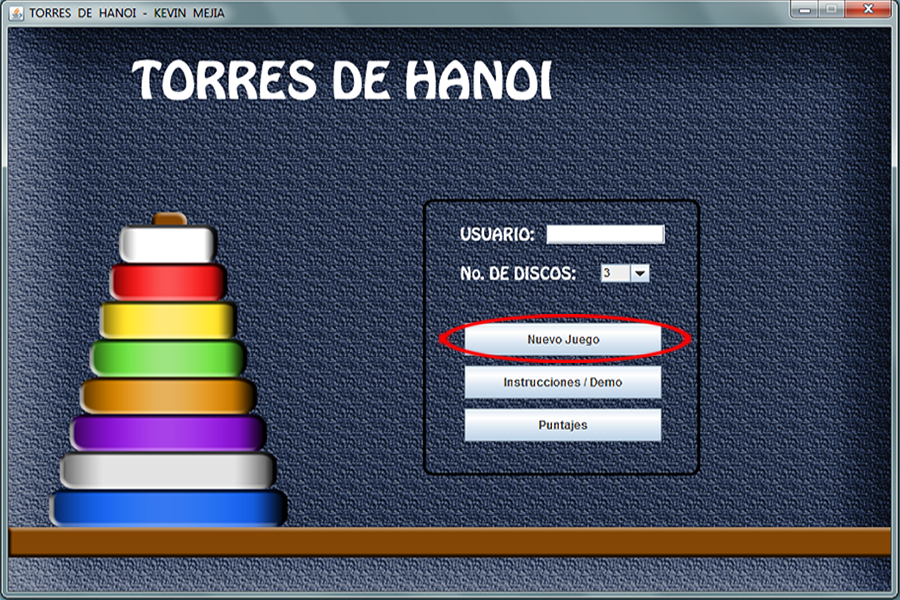 TORRES DE HANOI - KEVIN MEJIA
TORRES DE HANOI
USUARIO:
No. DE DISCOS: 3
Nuevo Juego
Instrucciones / Demo
Puntajes